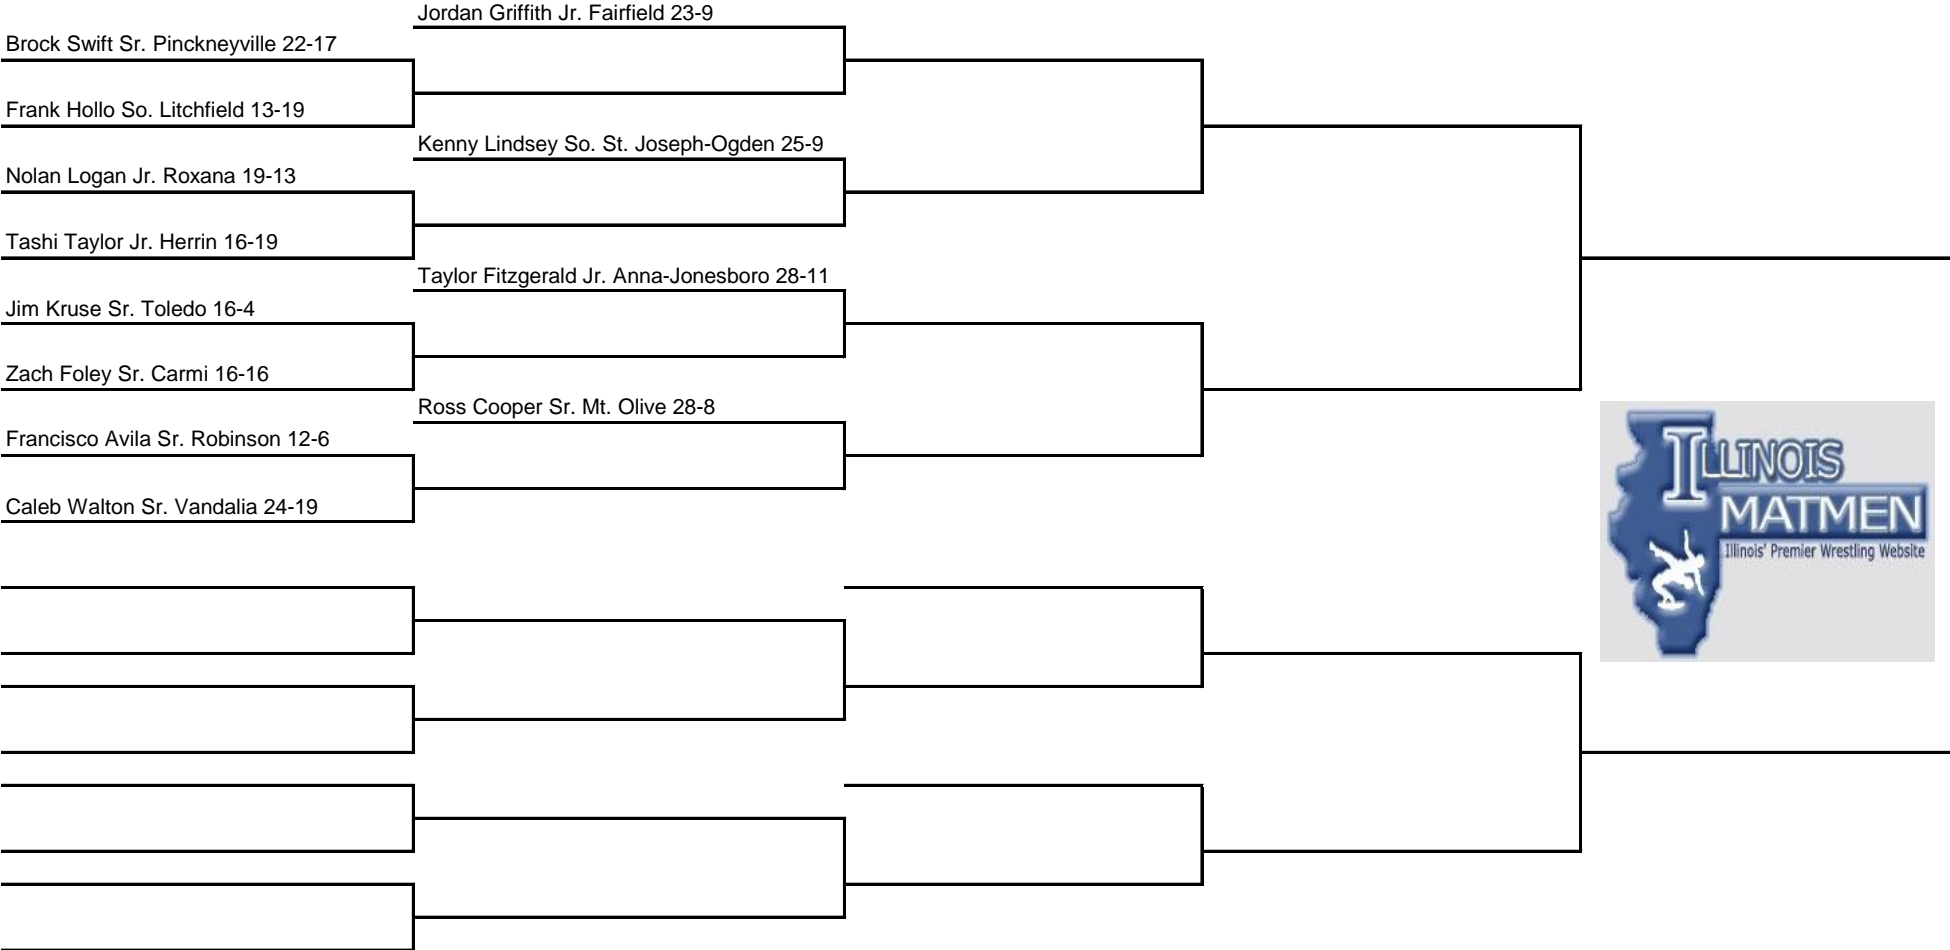 Jordan Griffith Jr. Fairfield 23-9
Brock Swift Sr. Pinckneyville 22-17
Frank Hollo So. Litchfield 13-19
Kenny Lindsey So. St. Joseph-Ogden 25-9
Nolan Logan Jr. Roxana 19-13
Tashi Taylor Jr. Herrin 16-19
Taylor Fitzgerald Jr. Anna-Jonesboro 28-11
Jim Kruse Sr. Toledo 16-4
Zach Foley Sr. Carmi 16-16
Ross Cooper Sr. Mt. Olive 28-8
Francisco Avila Sr. Robinson 12-6
Caleb Walton Sr. Vandalia 24-19
ILLINOIS
MATMEN
Illinois' Premier Wrestling Website